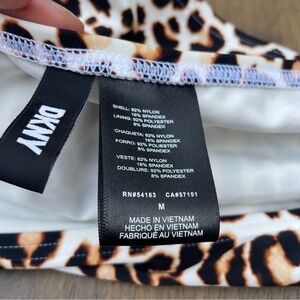 DKNY
SHELL: 82% NYLON
18% SPANDEX
LINING: 92% POLYESTER
8% SPANDEX
CHAQUETA: 82% NYLON
18% SPANDEX
FORRO: 92% POLYESTER
8% SPANDEX
VESTE: 82% NYLON
18% SPANDEX
DOUBLURE: 92% POLYESTER
8% SPANDEX
RN#54163 CA#57151
M
MADE IN VIETNAM
HECHO EN VIETNAM
FABRIQUÉ AU VIETNAM